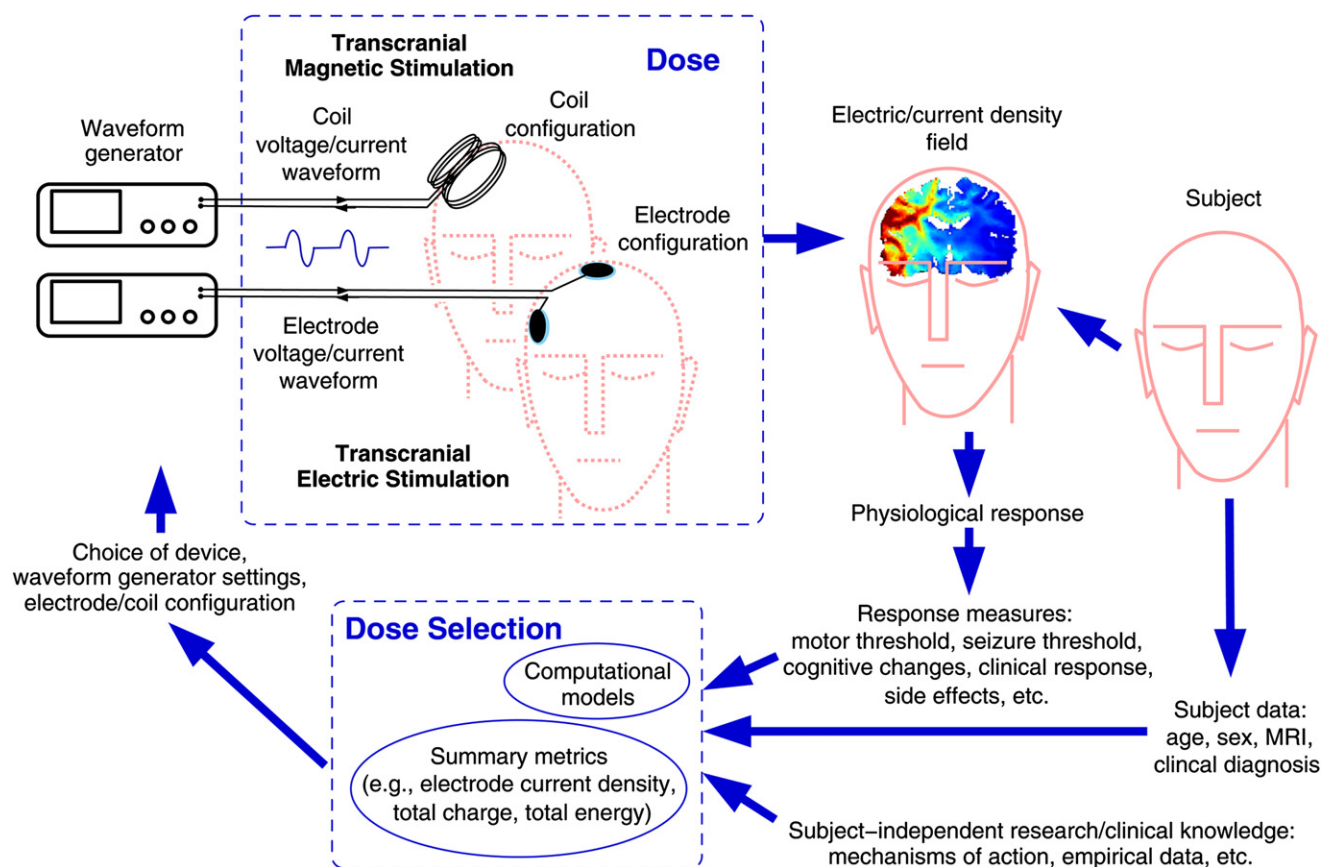 Transcranial
Magnetic Stimulation
Dose
Waveform
generator
Coil
voltage/current
waveform
Coil
configuration
Electrode
configuration
Electrode
voltage/current
waveform
Transcranial
Electric Stimulation
Electric/current density
field
Subject
Physiological response
Response measures:
motor threshold, seizure threshold,
cognitive changes, clinical response,
side effects, etc.
Subject data:
age, sex, MRI,
clincal diagnosis
Subject–independent research/clinical knowledge:
mechanisms of action, empirical data, etc.
Dose Selection
Computational
models
Summary metrics
(e.g., electrode current density,
total charge, total energy)
Choice of device,
waveform generator settings,
electrode/coil configuration